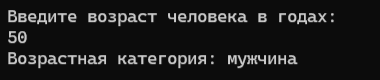 Введите возраст человека в годах:
50
Возрастная категория: мужчина